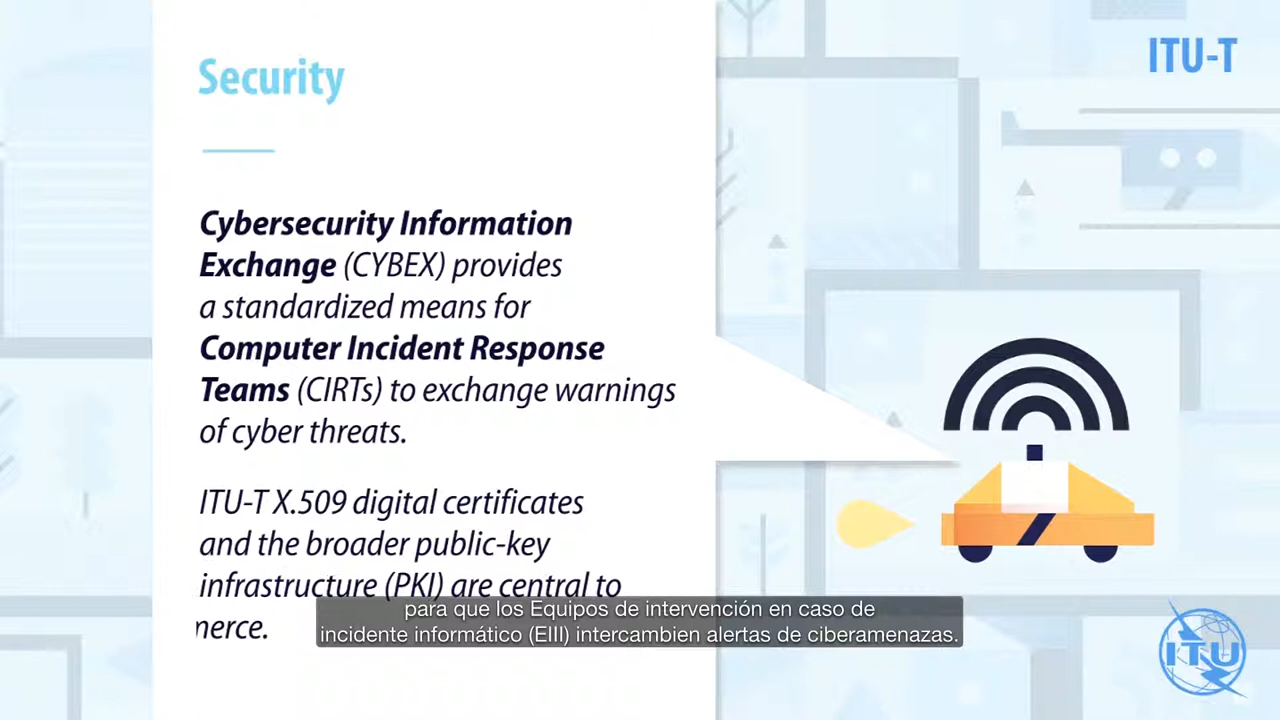 Security
ITU-T
Cybersecurity Information
Exchange (CYBEX) provides
a standardized means for
Computer Incident Response
Teams (CIRTs) to exchange warnings
of cyber threats.
ITU-T X.509 digital certificates
and the broader public-key
infrastructure (PKI) are central to
merce.
para que los Equipos de intervención en caso de
incidente informático (EIII) intercambien alertas de ciberamenazas.
ITU